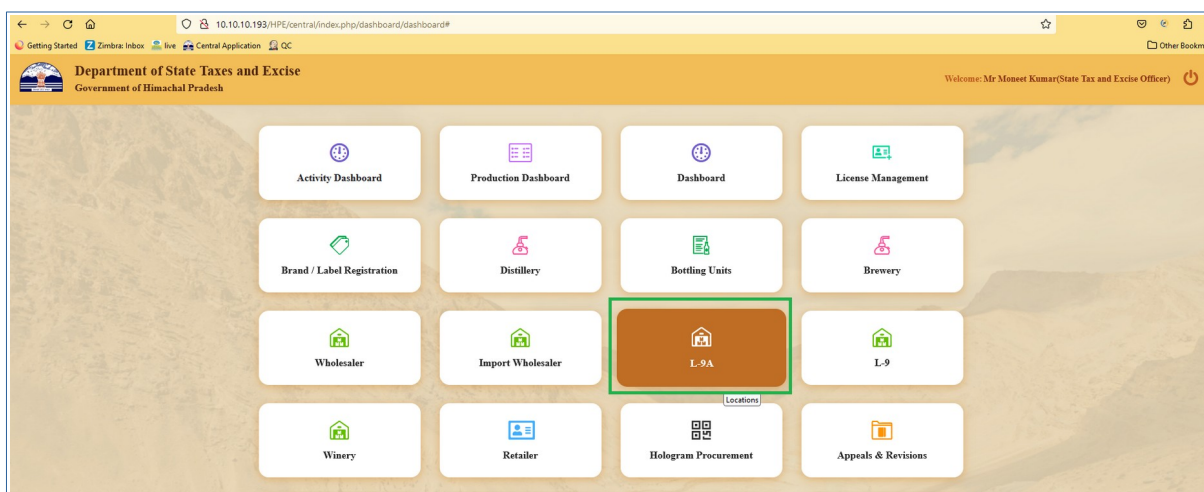 10.10.10.193/HPE/central/index.php/dashboard/dashboard#
Getting Started Zimbra: Inbox live Central Application QC Other Bookm
Department of State Taxes and Excise
Government of Himachal Pradesh
Welcome: Mr Moneet Kumar(State Tax and Excise Officer)
Activity Dashboard Production Dashboard Dashboard License Management
Brand / Label Registration Distillery Bottling Units Brewery
Wholesaler Import Wholesaler L-9A L-9
Locations
Winery Retailer Hologram Procurement Appeals & Revisions